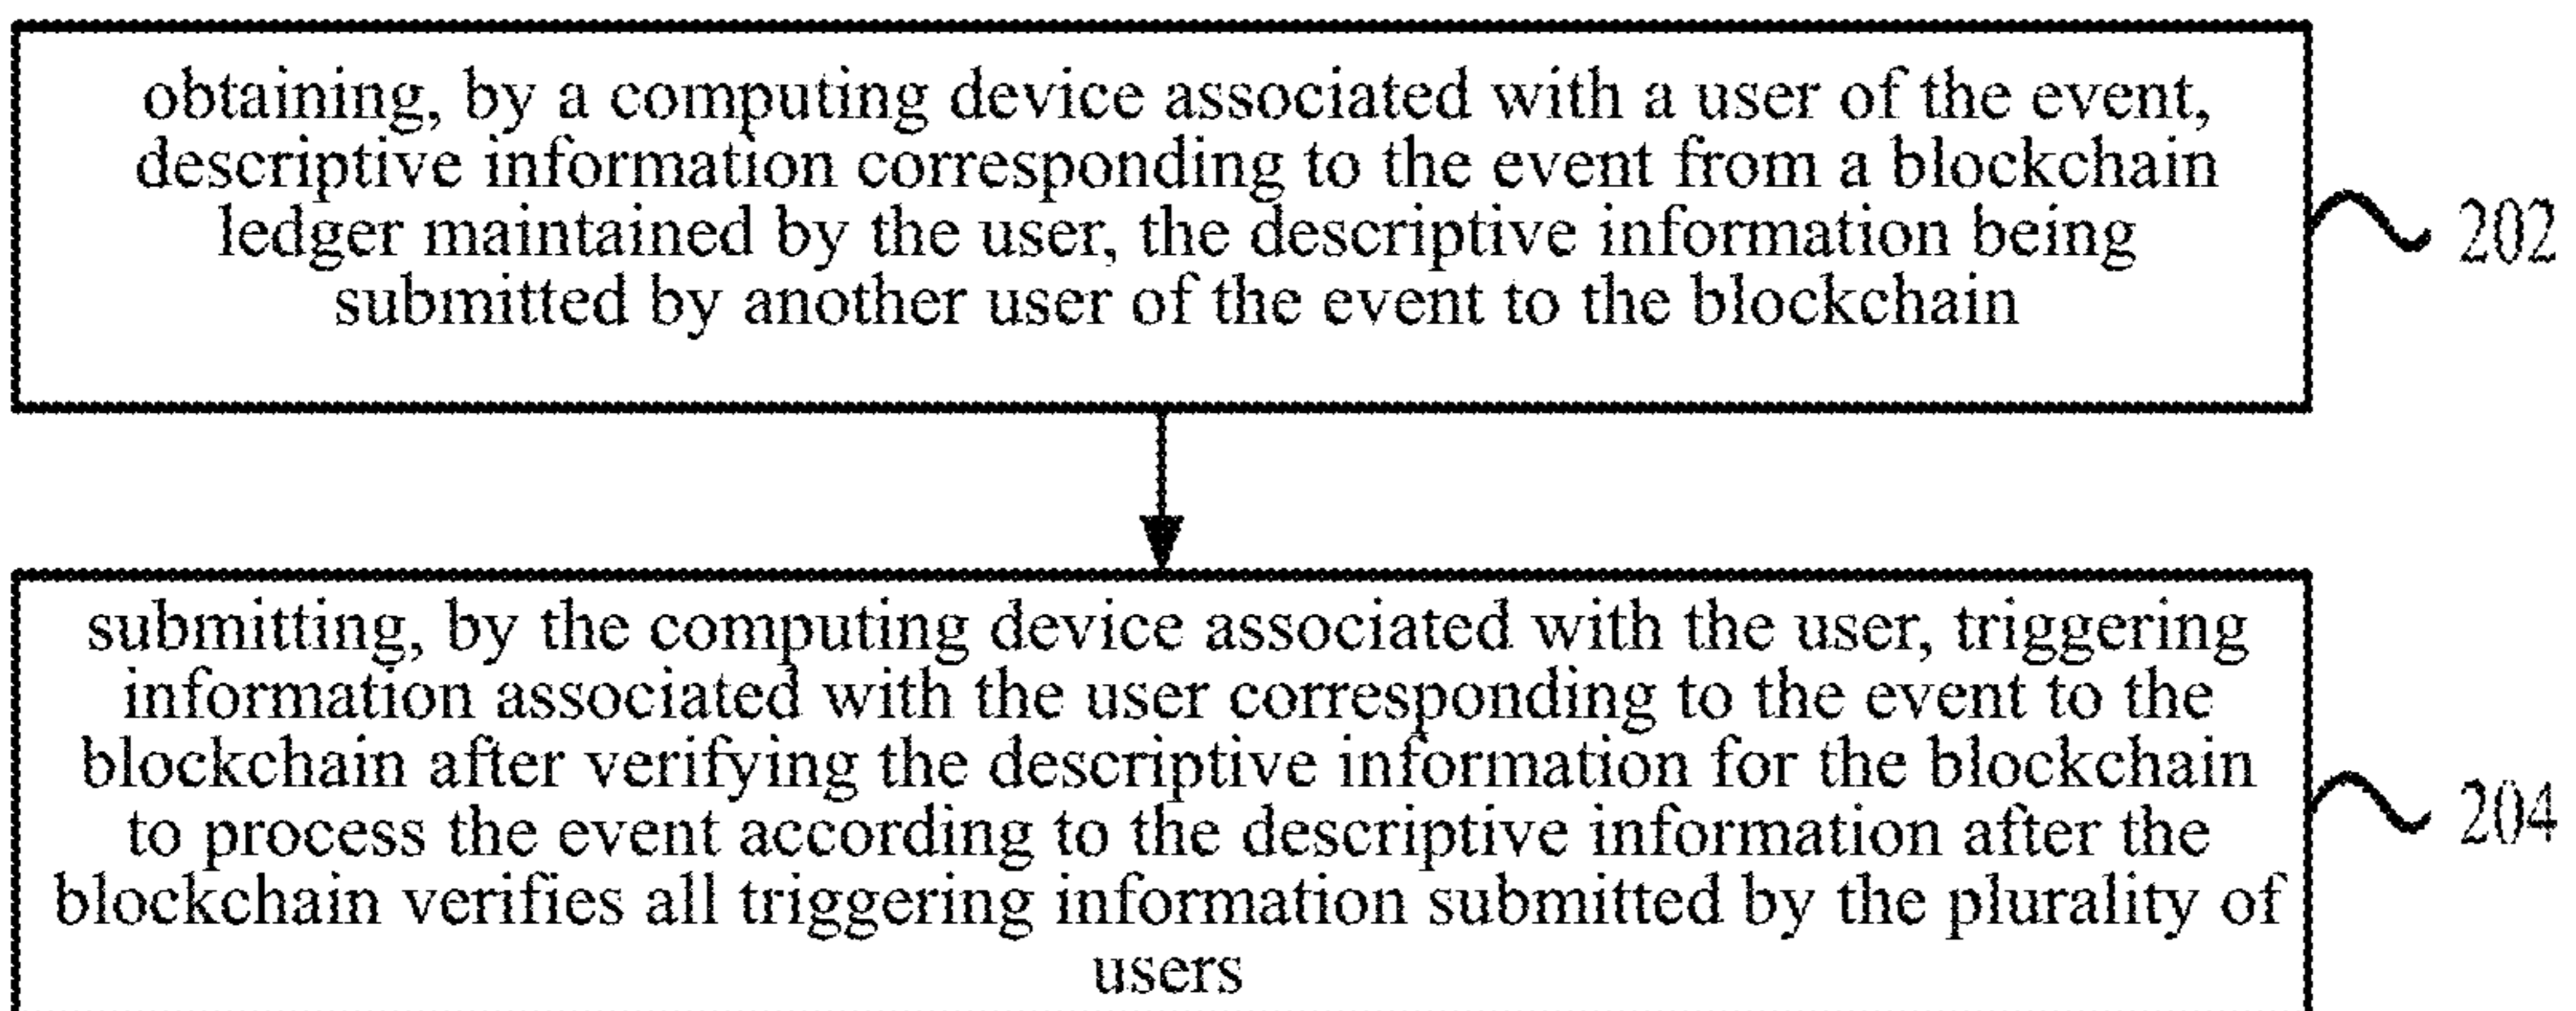 obtaining, by a computing device associated with a user of the event,
descriptive information corresponding to the event from a blockchain
ledger maintained by the user, the descriptive information being
submitted by another user of the event to the blockchain
202
submitting, by the computing device associated with the user, triggering
information associated with the user corresponding to the event to the
blockchain after verifying the descriptive information for the blockchain
to process the event according to the descriptive information after the
blockchain verifies all triggering information submitted by the plurality of
users
204